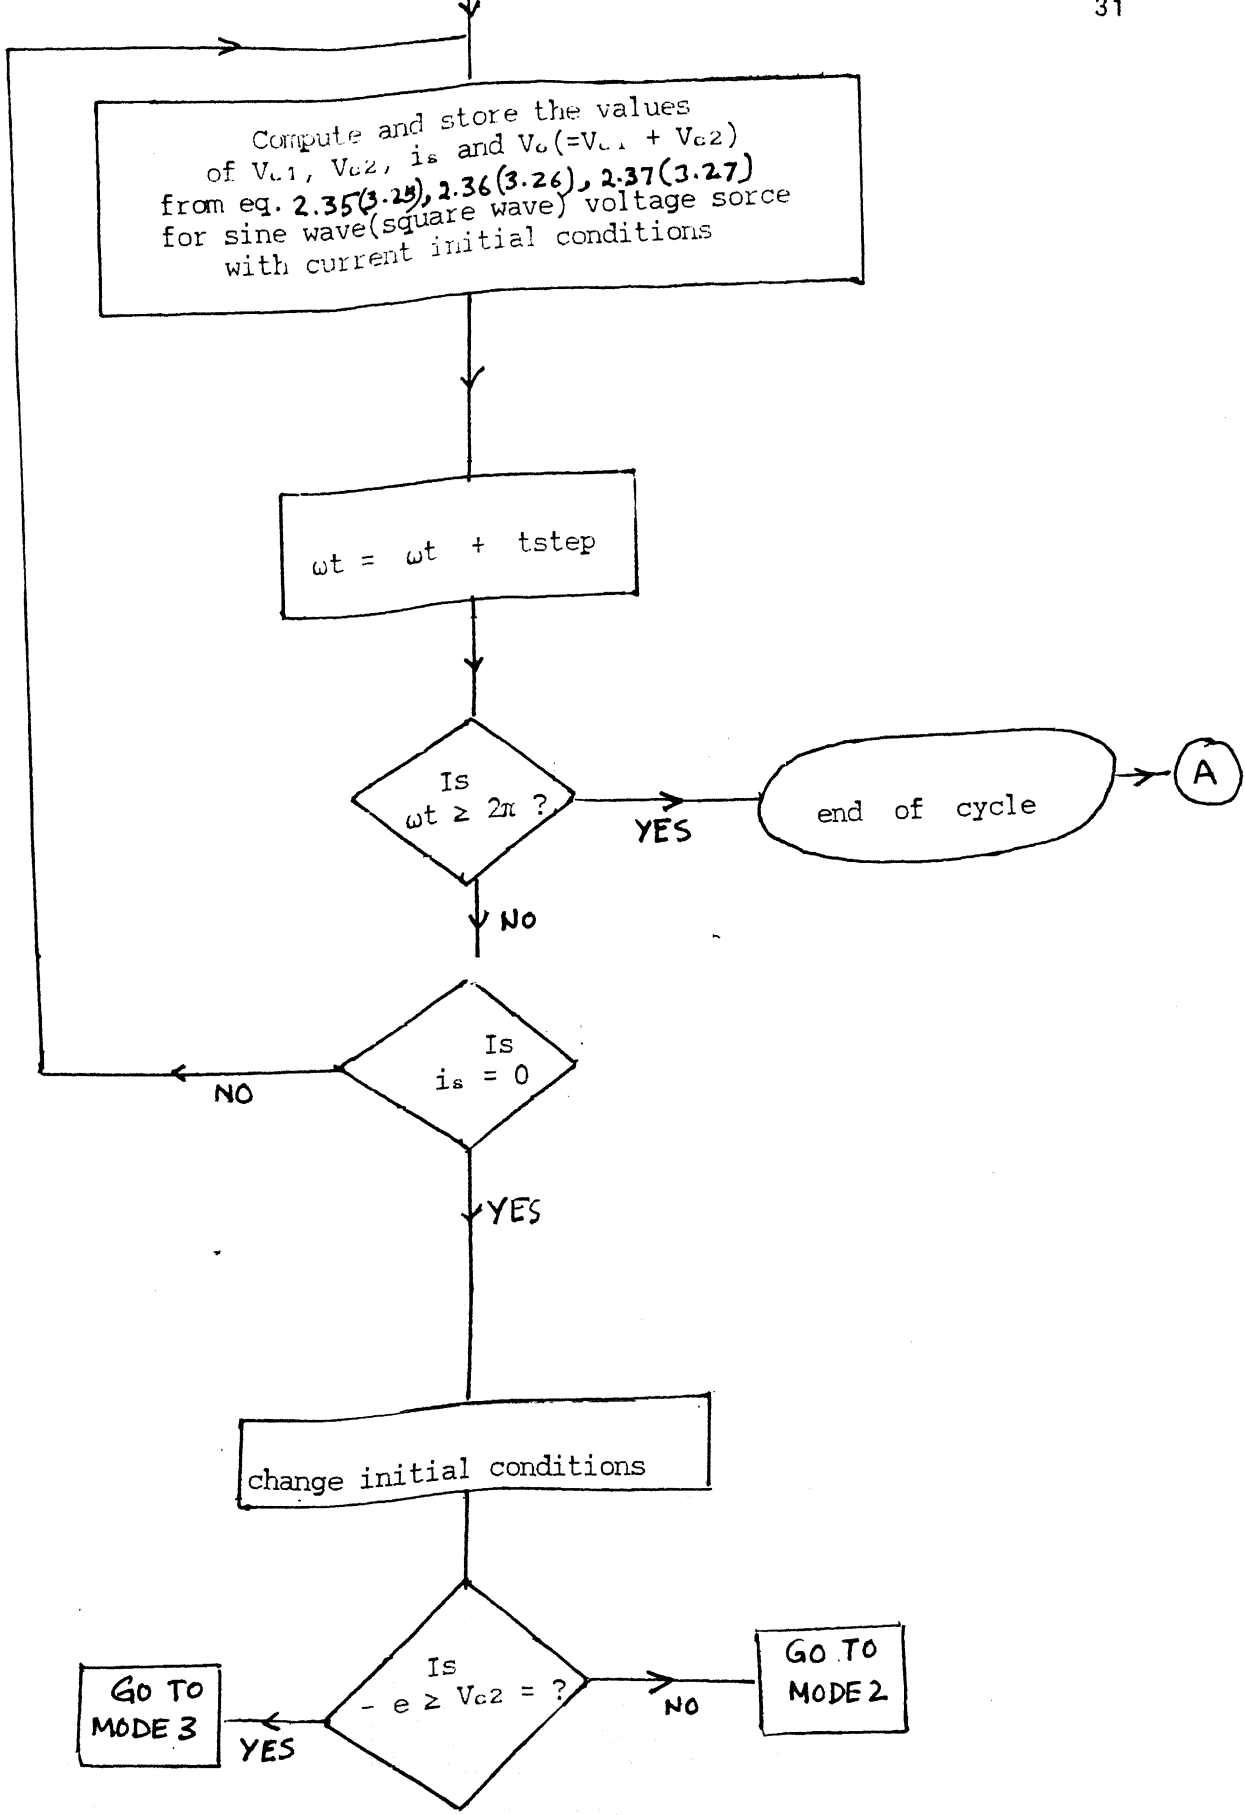 31
Compute and store the values
of Vc1, Vc2, is and Vo(=Vc1 + Vc2)
from eq. 2.35(3.25), 2.36(3.26), 2.37(3.27)
for sine wave(square wave) voltage sorce
with current initial conditions
ωt = ωt + tstep
Is
ωt ≥ 2π ?
YES
end of cycle
A
NO
Is
is = 0
NO
YES
change initial conditions
Is
- e ≥ Vc2 = ?
NO
GO TO
MODE 2
YES
GO TO
MODE 3